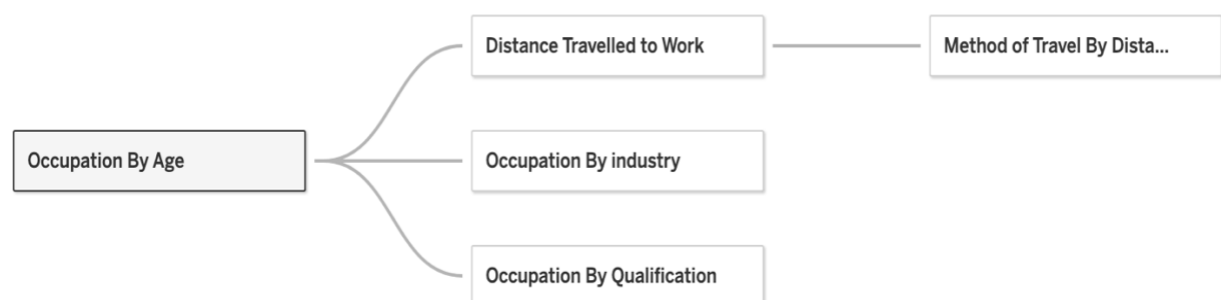 Distance Travelled to Work
Method of Travel By Dista...
Occupation By Age
Occupation By industry
Occupation By Qualification